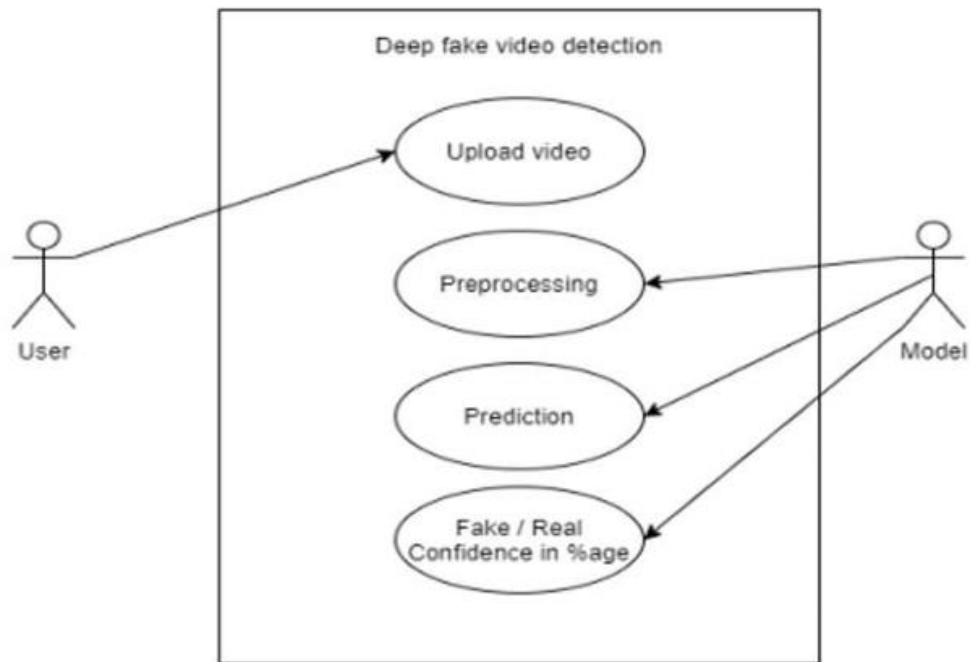 Deep fake video detection
Upload video
Preprocessing
User
Model
Prediction
Fake / Real
Confidence in %age